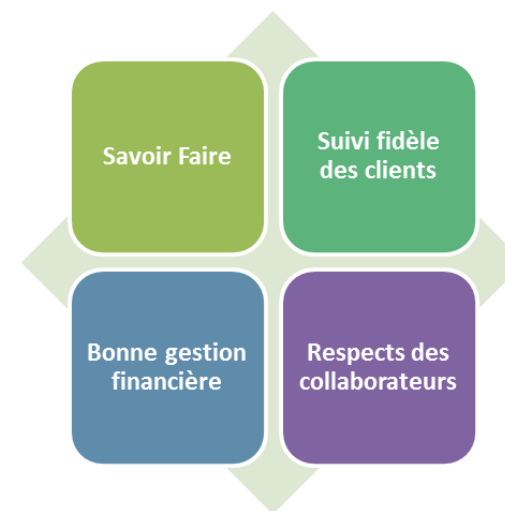 Savoir Faire
Suivi fidèle
des clients
Bonne gestion
financière
Respects des
collaborateurs